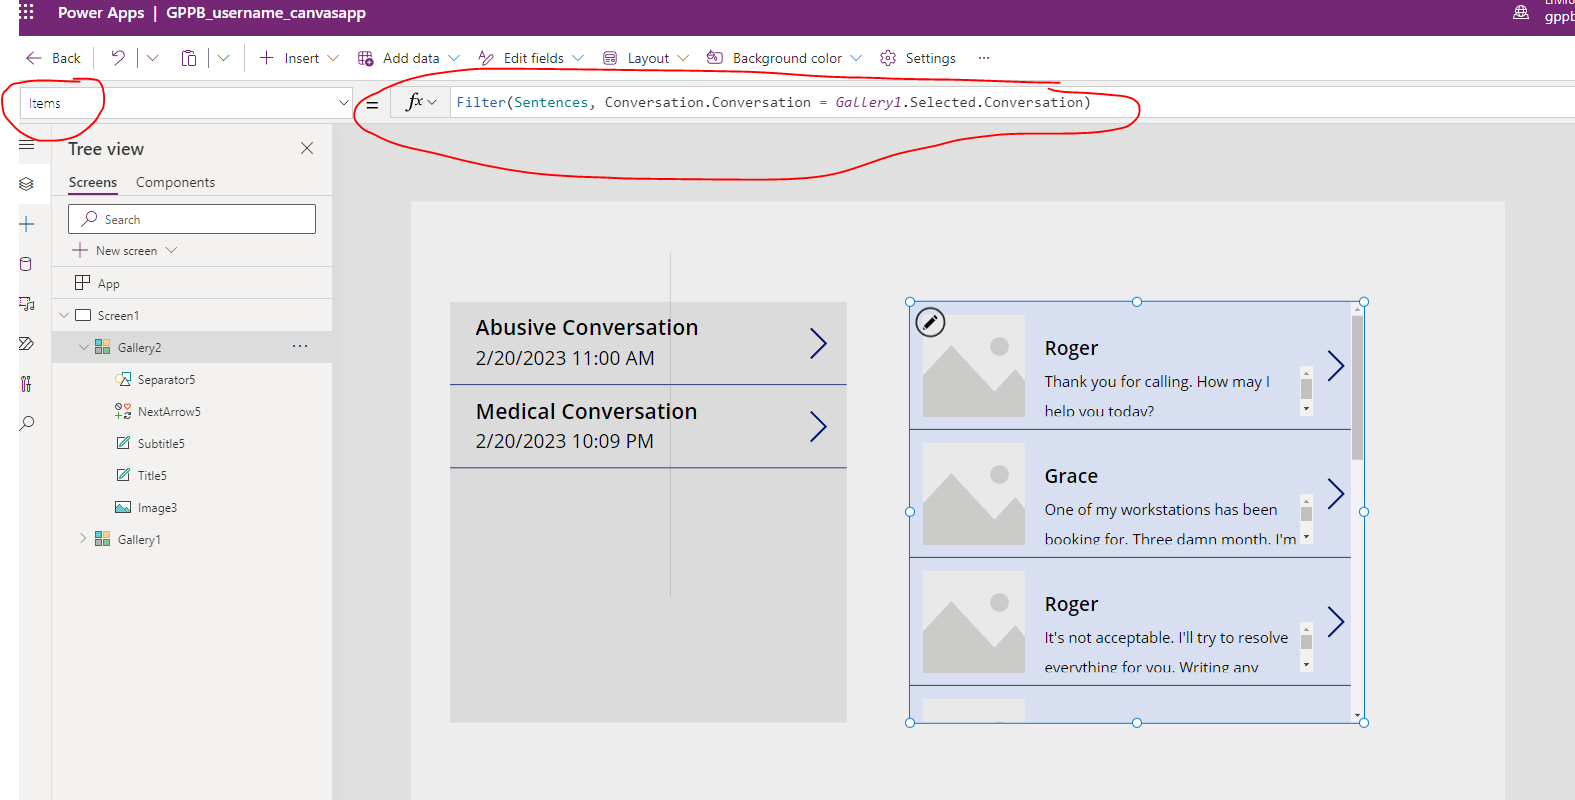 Power Apps | GPPB_username_canvasapp
gppb
Back Insert Add data Edit fields Layout Background color Settings ...
Items = fx Filter(Sentences, Conversation.Conversation = Gallery1.Selected.Conversation)
Tree view
Screens Components
Search
New screen
App
Screen1
Gallery2 ...
Separator5
NextArrow5
Subtitle5
Title5
Image3
Gallery1
Abusive Conversation
2/20/2023 11:00 AM
Medical Conversation
2/20/2023 10:09 PM
Roger
Thank you for calling. How may I
help you today?
Grace
One of my workstations has been
booking for. Three damn month. I'm
Roger
It's not acceptable. I'll try to resolve
everything for you. Writing any